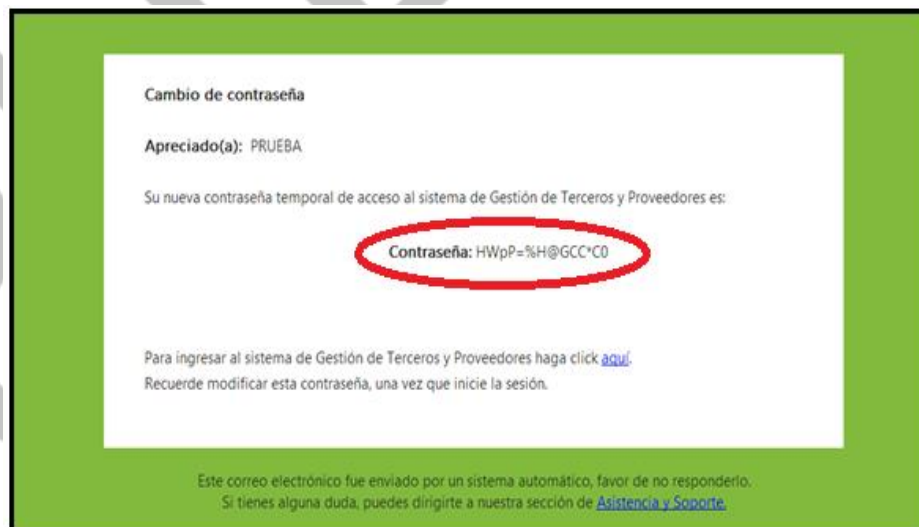 Cambio de contraseña
Apreciado(a): PRUEBA
Su nueva contraseña temporal de acceso al sistema de Gestión de Terceros y Proveedores es:
Contraseña: HWpP=%H@GCC*C0
Para ingresar al sistema de Gestión de Terceros y Proveedores haga click aquí.
Recuerde modificar esta contraseña, una vez que inicie la sesión.
Este correo electrónico fue enviado por un sistema automático, favor de no responderlo.
Si tienes alguna duda, puedes dirigirte a nuestra sección de Asistencia y Soporte.